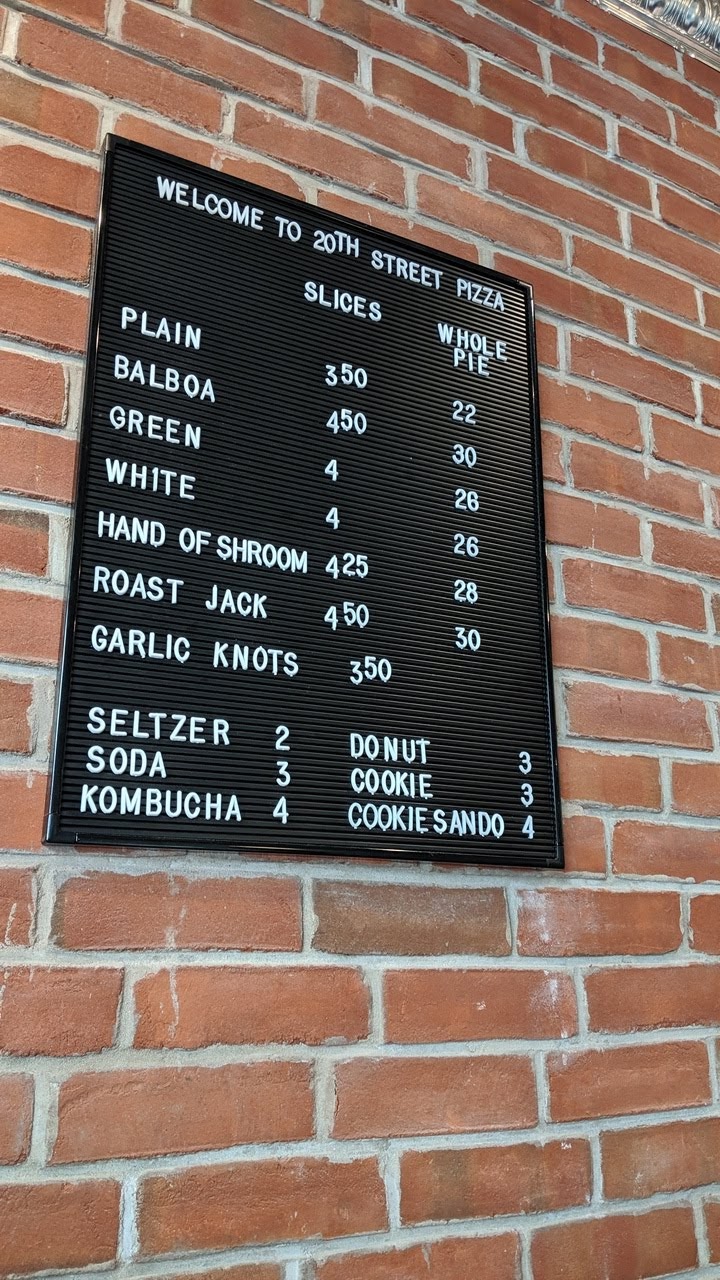 WELCOME TO 20TH STREET PIZZA
SLICES WHOLE
PIE
PLAIN 350 22
BALBOA 450 30
GREEN 4 26
WHITE 4 26
HAND OF SHROOM 425 28
ROAST JACK 450 30
GARLIC KNOTS 350
SELTZER 2 DONUT 3
SODA 3 COOKIE 3
KOMBUCHA 4 COOKIE SANDO 4